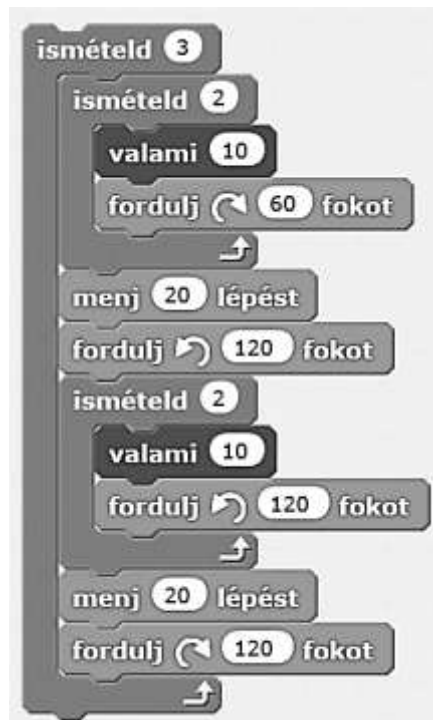 ismételd 3
ismételd 2
valami 10
fordulj ↻ 60 fokot
menj 20 lépést
fordulj ↺ 120 fokot
ismételd 2
valami 10
fordulj ↺ 120 fokot
menj 20 lépést
fordulj ↻ 120 fokot